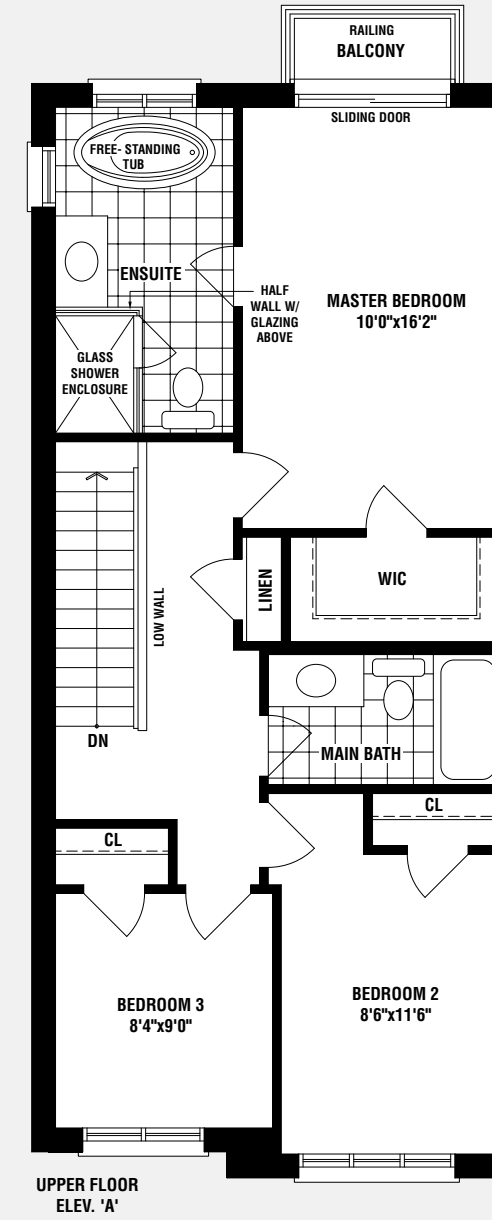 RAILING
BALCONY
SLIDING DOOR
FREE- STANDING
TUB
ENSUITE
HALF
WALL W/
GLAZING
ABOVE
MASTER BEDROOM
10'0"x16'2"
GLASS
SHOWER
ENCLOSURE
LINEN
WIC
LOW WALL
DN
MAIN BATH
CL
CL
BEDROOM 2
8'6"x11'6"
BEDROOM 3
8'4"x9'0"
UPPER FLOOR
ELEV. 'A'